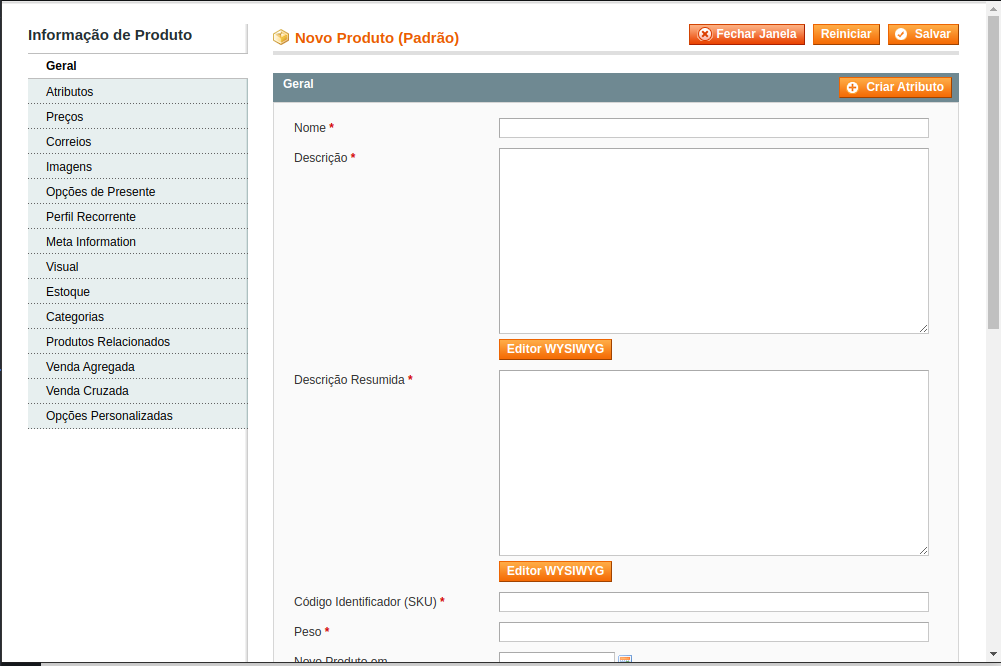 Informação de Produto
Geral
Atributos
Preços
Correios
Imagens
Opções de Presente
Perfil Recorrente
Meta Information
Visual
Estoque
Categorias
Produtos Relacionados
Venda Agregada
Venda Cruzada
Opções Personalizadas
Novo Produto (Padrão)
Fechar Janela
Reiniciar
Salvar
Geral
Criar Atributo
Nome *
Descrição *
Editor WYSIWYG
Descrição Resumida *
Editor WYSIWYG
Código Identificador (SKU) *
Peso *
Novo Produto em